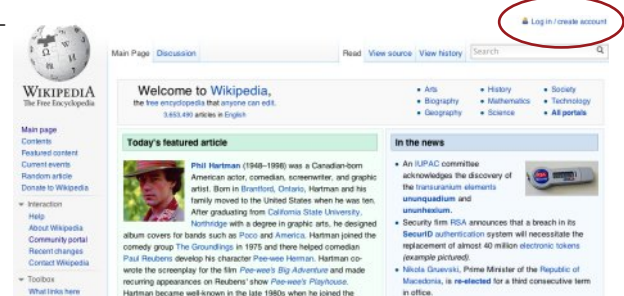 Log in / create account
Main Page Discussion Read View source View history Search
WIKIPEDIA
The Free Encyclopedia
Main page
Contents
Featured content
Current events
Random article
Donate to Wikipedia
Interaction
Help
About Wikipedia
Community portal
Recent changes
Contact Wikipedia
Toolbox
What links here
Welcome to Wikipedia,
the free encyclopedia that anyone can edit.
3,653,490 articles in English
Arts
Biography
Geography
History
Mathematics
Science
Society
Technology
All portals
Today's featured article
Phil Hartman (1948–1998) was a Canadian-born
American actor, comedian, screenwriter, and graphic
artist. Born in Brantford, Ontario, Hartman and his
family moved to the United States when he was ten.
After graduating from California State University,
Northridge with a degree in graphic arts, he designed
album covers for bands such as Poco and America. Hartman joined the
comedy group The Groundlings in 1975 and there helped comedian
Paul Reubens develop his character Pee-wee Herman. Hartman co-
wrote the screenplay for the film Pee-wee's Big Adventure and made
recurring appearances on Reubens' show Pee-wee's Playhouse.
Hartman became well-known in the late 1980s when he joined the
In the news
An IUPAC committee
acknowledges the discovery of
the transuranium elements
ununquadium and
ununhexium.
Security firm RSA announces that a breach in its
SecurID authentication system will necessitate the
replacement of almost 40 million electronic tokens
(example pictured).
Nikola Gruevski, Prime Minister of the Republic of
Macedonia, is re-elected for a third consecutive term
in office.